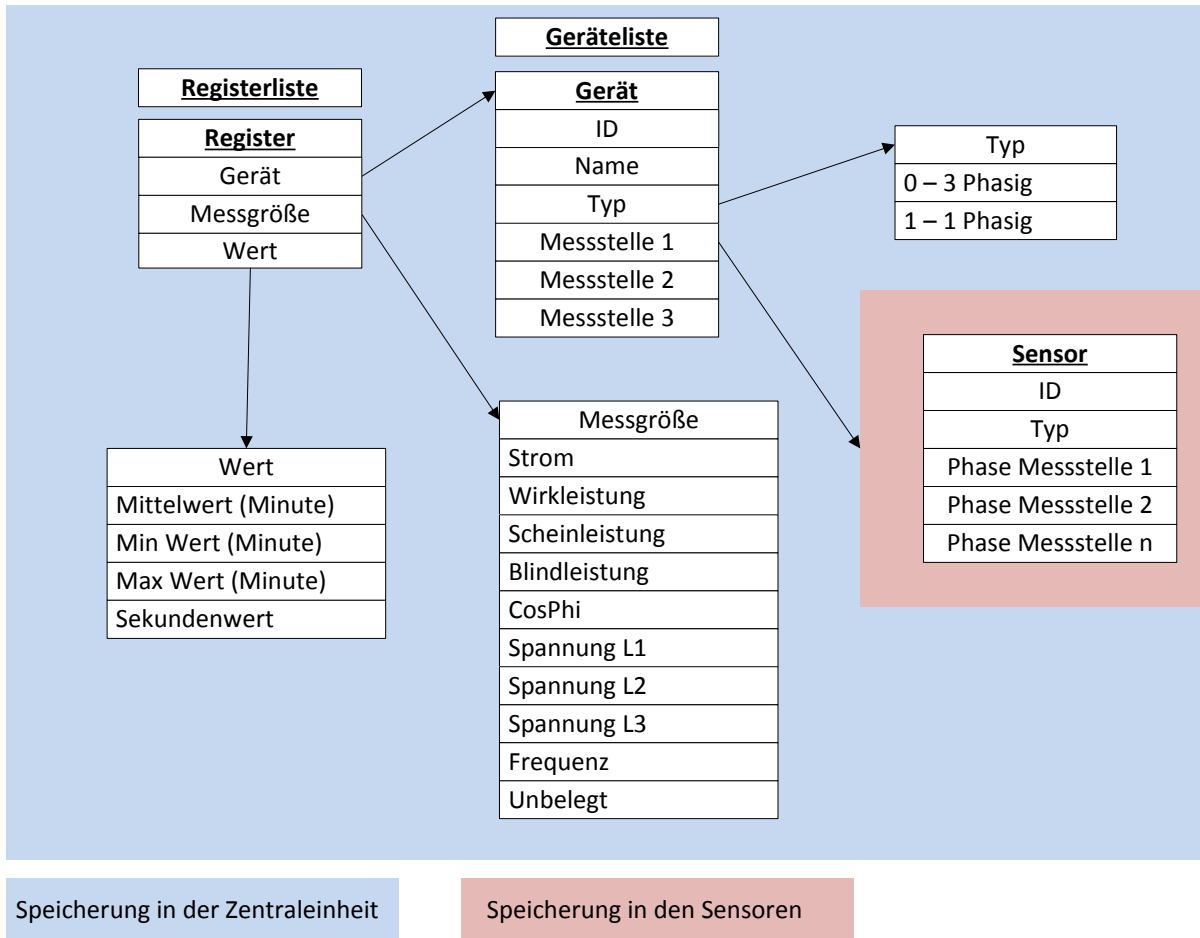 Registerliste
Register
Gerät
Messgröße
Wert
Geräteliste
Gerät
ID
Name
Typ
Messstelle 1
Messstelle 2
Messstelle 3
Typ
0 – 3 Phasig
1 – 1 Phasig
Sensor
ID
Typ
Phase Messstelle 1
Phase Messstelle 2
Phase Messstelle n
Wert
Mittelwert (Minute)
Min Wert (Minute)
Max Wert (Minute)
Sekundenwert
Messgröße
Strom
Wirkleistung
Scheinleistung
Blindleistung
CosPhi
Spannung L1
Spannung L2
Spannung L3
Frequenz
Unbelegt
Speicherung in der Zentraleinheit
Speicherung in den Sensoren